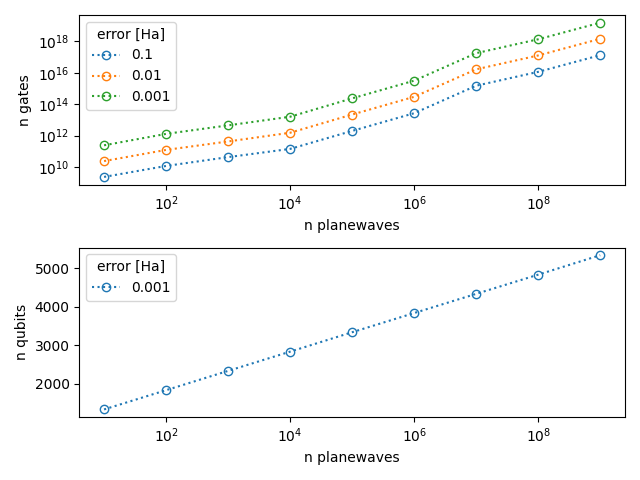 error [Ha]
0.1
0.01
0.001
10^18
10^16
10^14
10^12
10^10
n gates
10^2 10^4 10^6 10^8
n planewaves
error [Ha]
0.001
5000
4000
3000
2000
n qubits
10^2 10^4 10^6 10^8
n planewaves